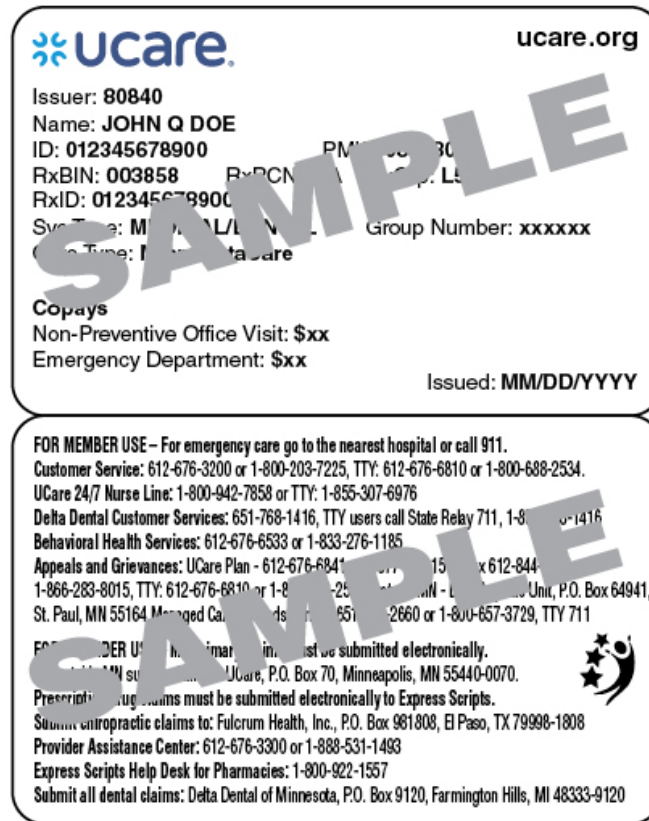 ucare
ucare.org
Issuer: 80840
Name: JOHN Q DOE
ID: 012345678900
RxBIN: 003858
RxID: 012345678900
Group Number: xxxxxx
SAMPLE
Copays
Non-Preventive Office Visit: $xx
Emergency Department: $xx
Issued: MM/DD/YYYY
FOR MEMBER USE – For emergency care go to the nearest hospital or call 911.
Customer Service: 612-676-3200 or 1-800-203-7225, TTY: 612-676-6810 or 1-800-688-2534.
UCare 24/7 Nurse Line: 1-800-942-7858 or TTY: 1-855-307-6976
Delta Dental Customer Services: 651-768-1416, TTY users call State Relay 711,
Behavioral Health Services: 612-676-6533 or 1-833-276-1185
Appeals and Grievances: UCare Plan - 612-676-6841
1-866-283-8015, TTY: 612-676-6810 or Unit, P.O. Box 64941,
St. Paul, MN 55164 or 1-800-657-3729, TTY 711
SAMPLE
must be submitted electronically.
UCare, P.O. Box 70, Minneapolis, MN 55440-0070.
Prescription drug claims must be submitted electronically to Express Scripts.
Submit chiropractic claims to: Fulcrum Health, Inc., P.O. Box 981808, El Paso, TX 79998-1808
Provider Assistance Center: 612-676-3300 or 1-888-531-1493
Express Scripts Help Desk for Pharmacies: 1-800-922-1557
Submit all dental claims: Delta Dental of Minnesota, P.O. Box 9120, Farmington Hills, MI 48333-9120